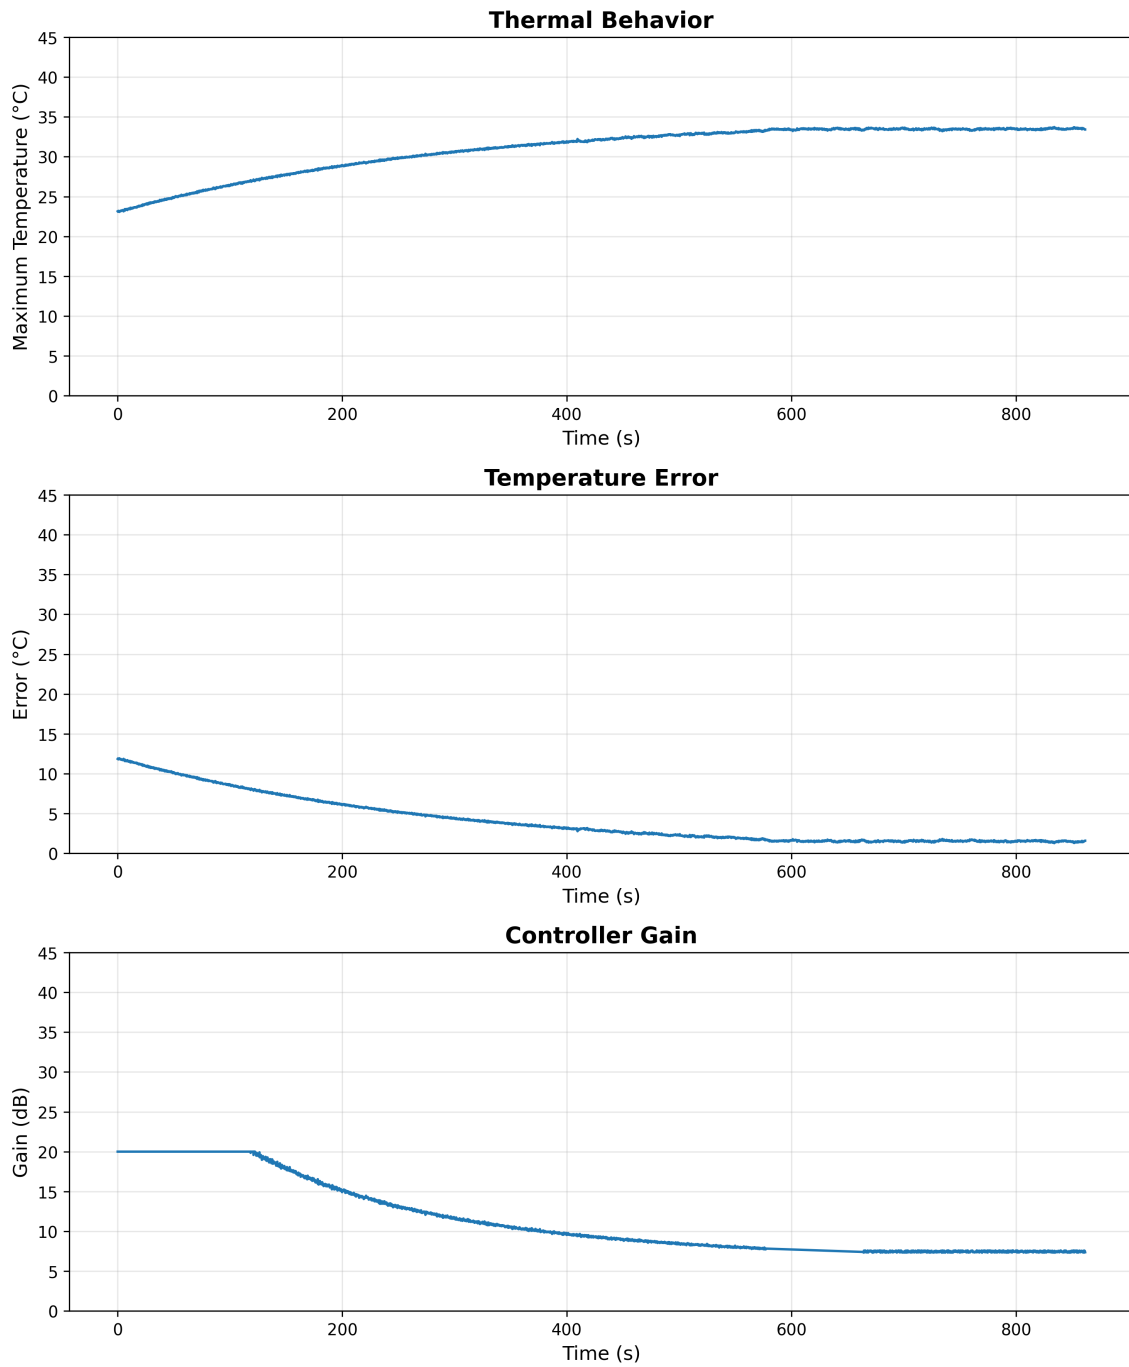 Thermal Behavior
45
40
35
30
25
20
15
10
5
0
Maximum Temperature (°C)
0 200 400 600 800
Time (s)
Temperature Error
45
40
35
30
25
20
15
10
5
0
Error (°C)
0 200 400 600 800
Time (s)
Controller Gain
45
40
35
30
25
20
15
10
5
0
Gain (dB)
0 200 400 600 800
Time (s)